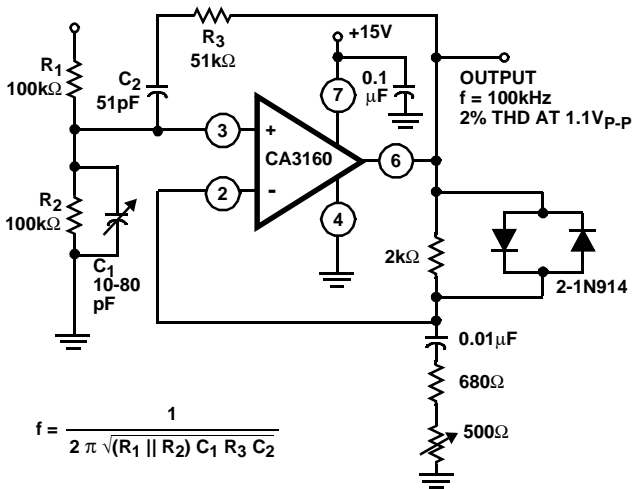 R1
100kΩ
C2
51pF
R3
51kΩ
+15V
0.1
μF
OUTPUT
f = 100kHz
2% THD AT 1.1VP-P
7
3
+
CA3160
6
2
-
4
R2
100kΩ
C1
10-80
pF
2kΩ
2-1N914
0.01μF
680Ω
500Ω
f = 1 / 2 π √(R1 || R2) C1 R3 C2